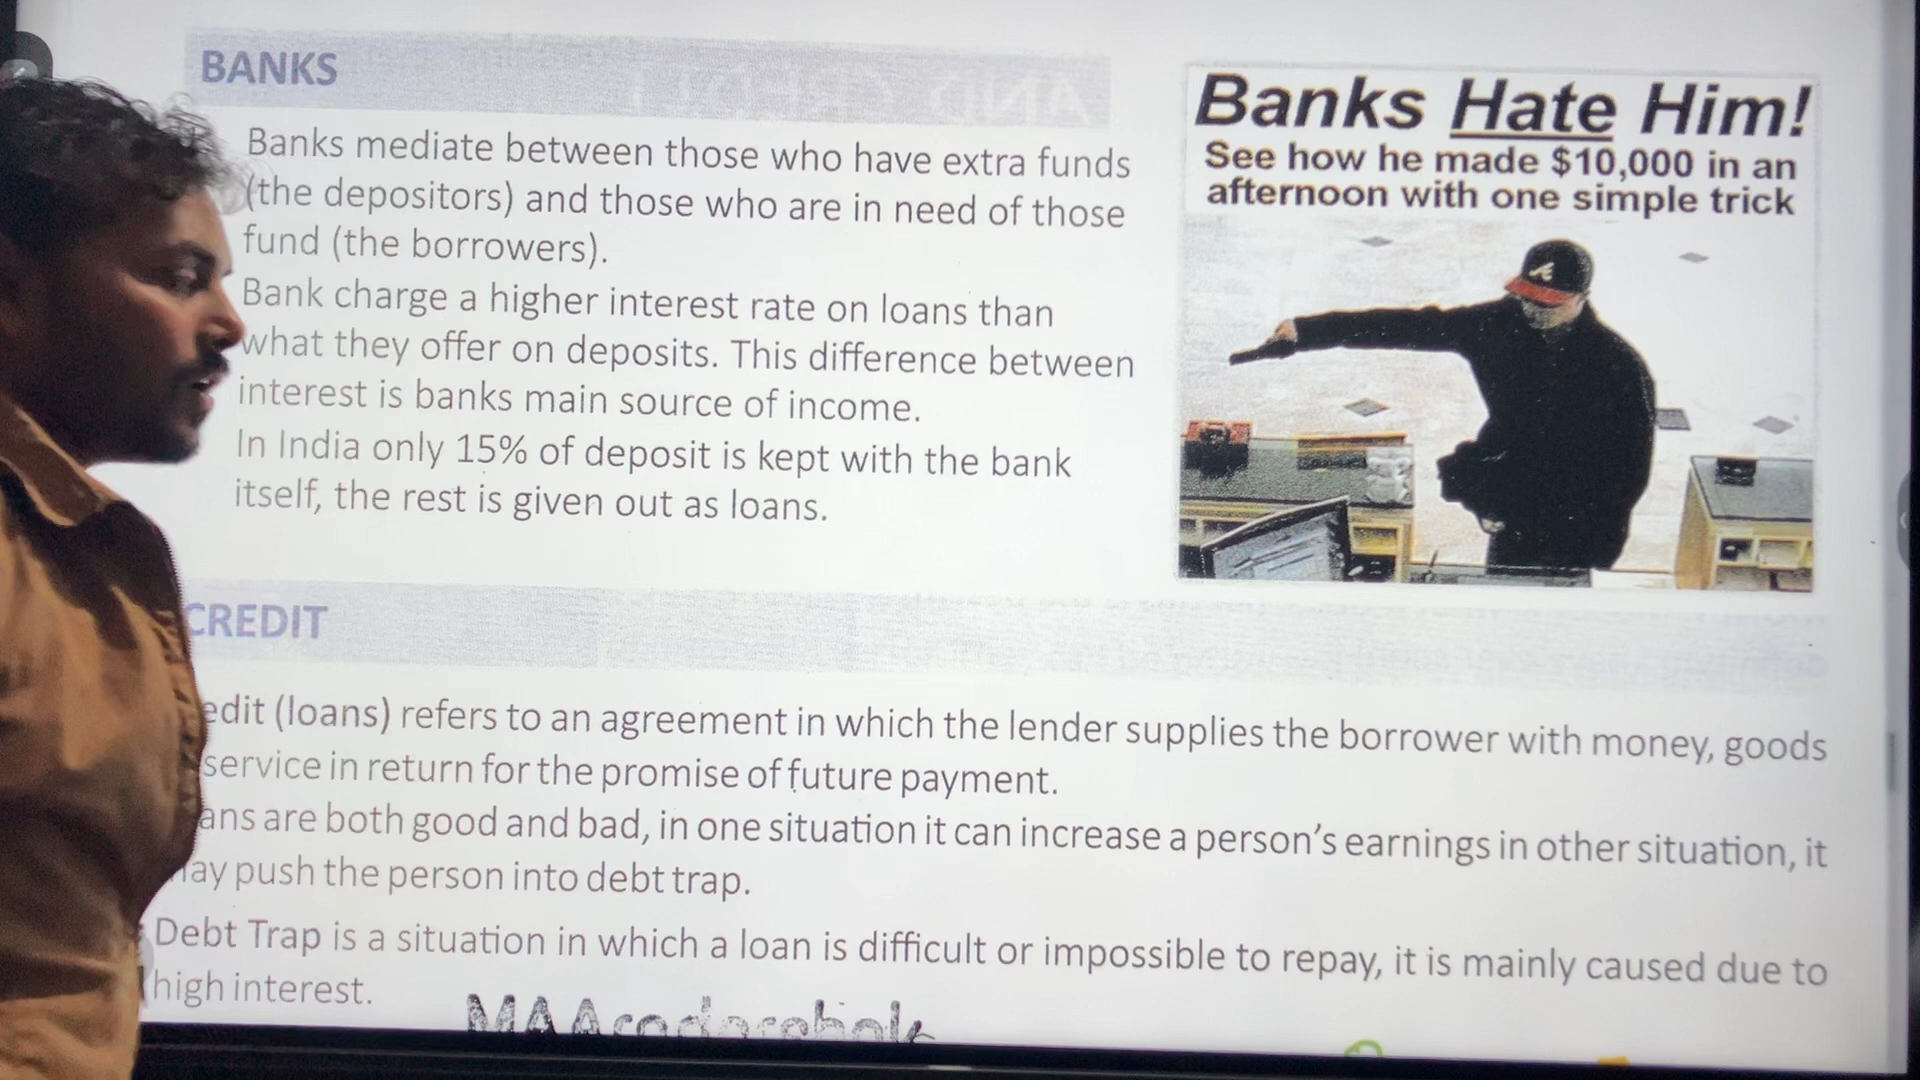 BANKS
Banks mediate between those who have extra funds
(the depositors) and those who are in need of those
fund (the borrowers).
Bank charge a higher interest rate on loans than
what they offer on deposits. This difference between
interest is banks main source of income.
In India only 15% of deposit is kept with the bank
itself, the rest is given out as loans.
Banks Hate Him!
See how he made $10,000 in an
afternoon with one simple trick
CREDIT
edit (loans) refers to an agreement in which the lender supplies the borrower with money, goods
service in return for the promise of future payment.
ans are both good and bad, in one situation it can increase a person's earnings in other situation, it
ay push the person into debt trap.
Debt Trap is a situation in which a loan is difficult or impossible to repay, it is mainly caused due to
high interest.